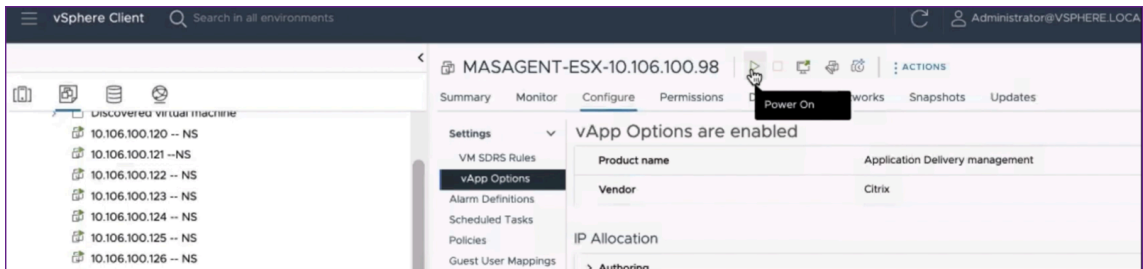 vSphere Client Search in all environments Administrator@VSPHERE.LOCA
MASAGENT-ESX-10.106.100.98 ACTIONS
Summary Monitor Configure Permissions Snapshots Updates
Power On
Discovered virtual machine
10.106.100.120 -- NS
10.106.100.121 --NS
10.106.100.122 -- NS
10.106.100.123 -- NS
10.106.100.124 -- NS
10.106.100.125 -- NS
10.106.100.126 -- NS
Settings
VM SDRS Rules
vApp Options
Alarm Definitions
Scheduled Tasks
Policies
Guest User Mappings
vApp Options are enabled
Product name Application Delivery management
Vendor Citrix
IP Allocation
Authoring